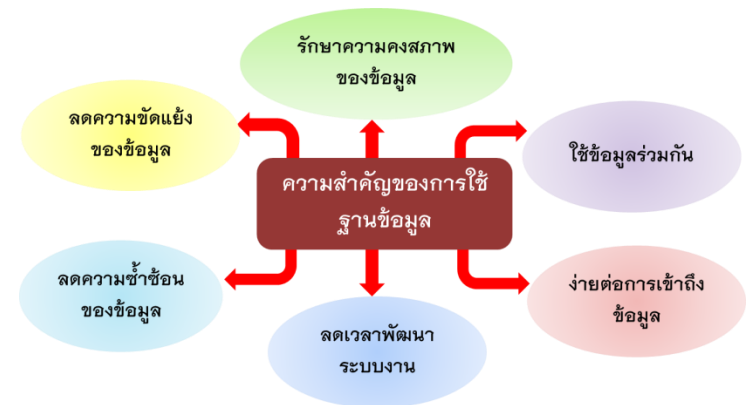 รักษาความคงสภาพ
ของข้อมูล
ลดความขัดแย้ง
ของข้อมูล
ใช้ข้อมูลร่วมกัน
ความสำคัญของการใช้
ฐานข้อมูล
ลดความซ้ำซ้อน
ของข้อมูล
ง่ายต่อการเข้าถึง
ข้อมูล
ลดเวลาพัฒนา
ระบบงาน